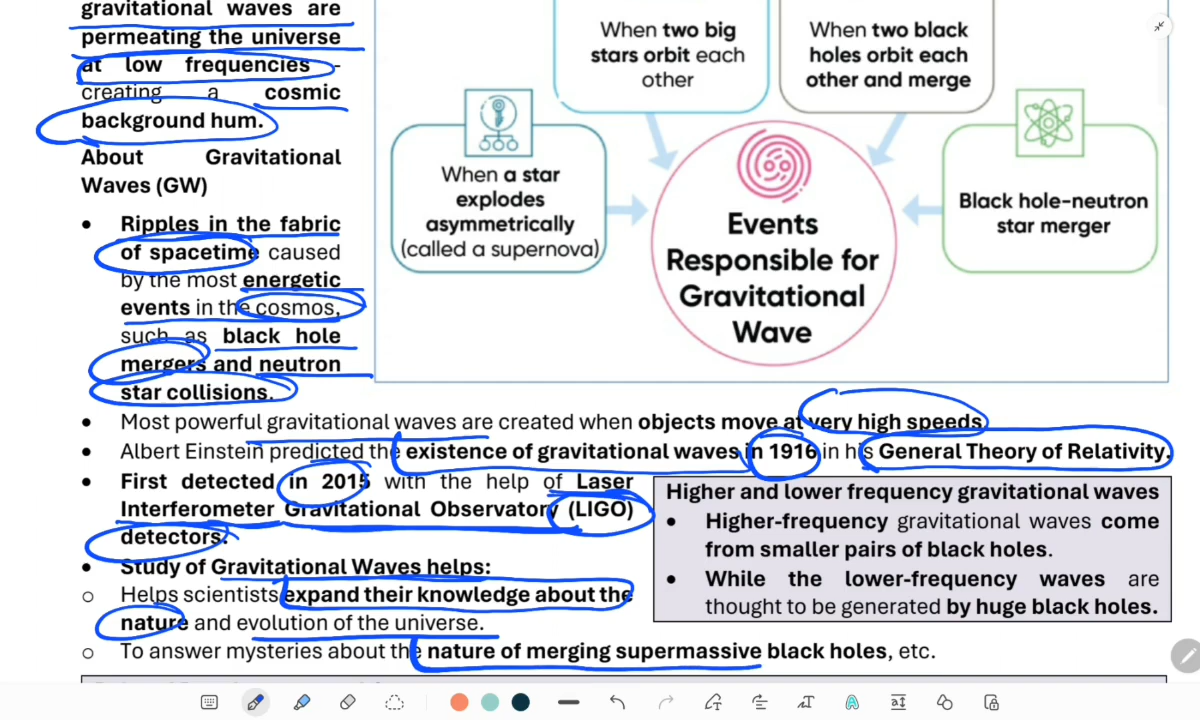 gravitational waves are
permeating the universe
at low frequencies -
creating a cosmic
background hum.
About Gravitational
Waves (GW)
• Ripples in the fabric
of spacetime caused
by the most energetic
events in the cosmos,
such as black hole
mergers and neutron
star collisions.
When two big
stars orbit each
other
When two black
holes orbit each
other and merge
When a star
explodes
asymmetrically
(called a supernova)
Events
Responsible for
Gravitational
Wave
Black hole-neutron
star merger
• Most powerful gravitational waves are created when objects move at very high speeds
• Albert Einstein predicted the existence of gravitational waves in 1916 in his General Theory of Relativity.
• First detected in 2015 with the help of Laser
Interferometer Gravitational Observatory (LIGO)
detectors.
• Study of Gravitational Waves helps:
o Helps scientists expand their knowledge about the
nature and evolution of the universe.
o To answer mysteries about the nature of merging supermassive black holes, etc.
Higher and lower frequency gravitational waves
• Higher-frequency gravitational waves come
from smaller pairs of black holes.
• While the lower-frequency waves are
thought to be generated by huge black holes.